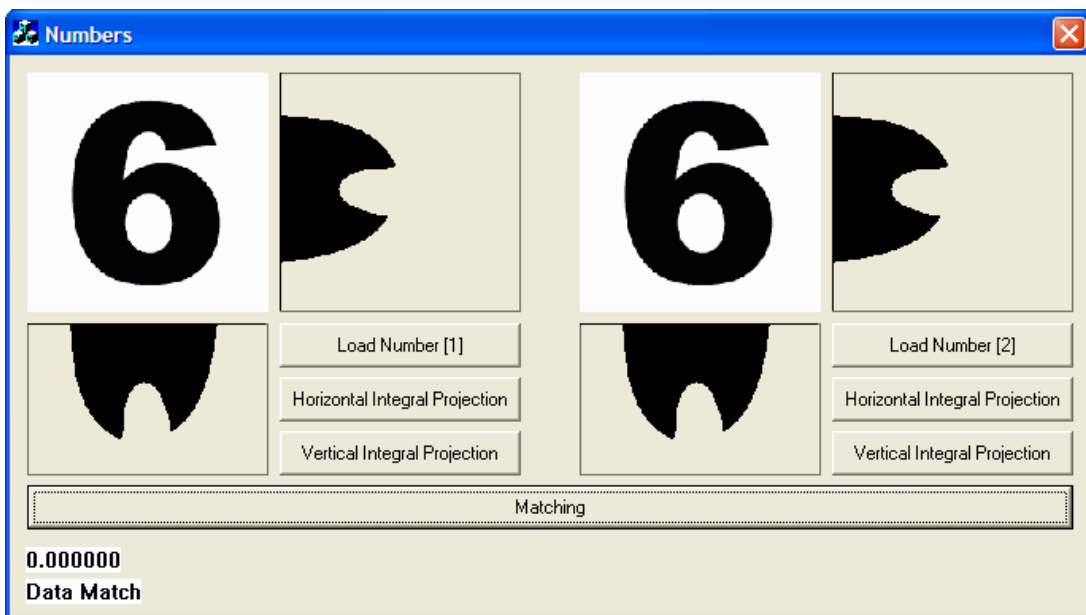 Numbers
6 6
Load Number [1] Load Number [2]
Horizontal Integral Projection Horizontal Integral Projection
Vertical Integral Projection Vertical Integral Projection
Matching
0.000000
Data Match